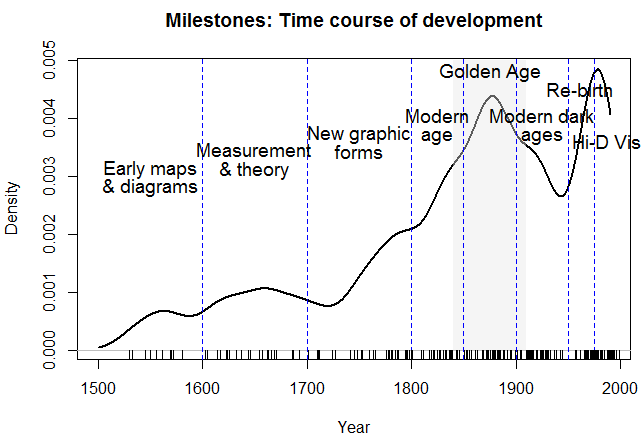 Milestones: Time course of development
Golden Age
Re-birth
Modern
age
Modern dark
ages
New graphic
forms
Hi-D Vis
Measurement
& theory
Early maps
& diagrams
Density
0.005
0.004
0.003
0.002
0.001
0.000
1500 1600 1700 1800 1900 2000
Year